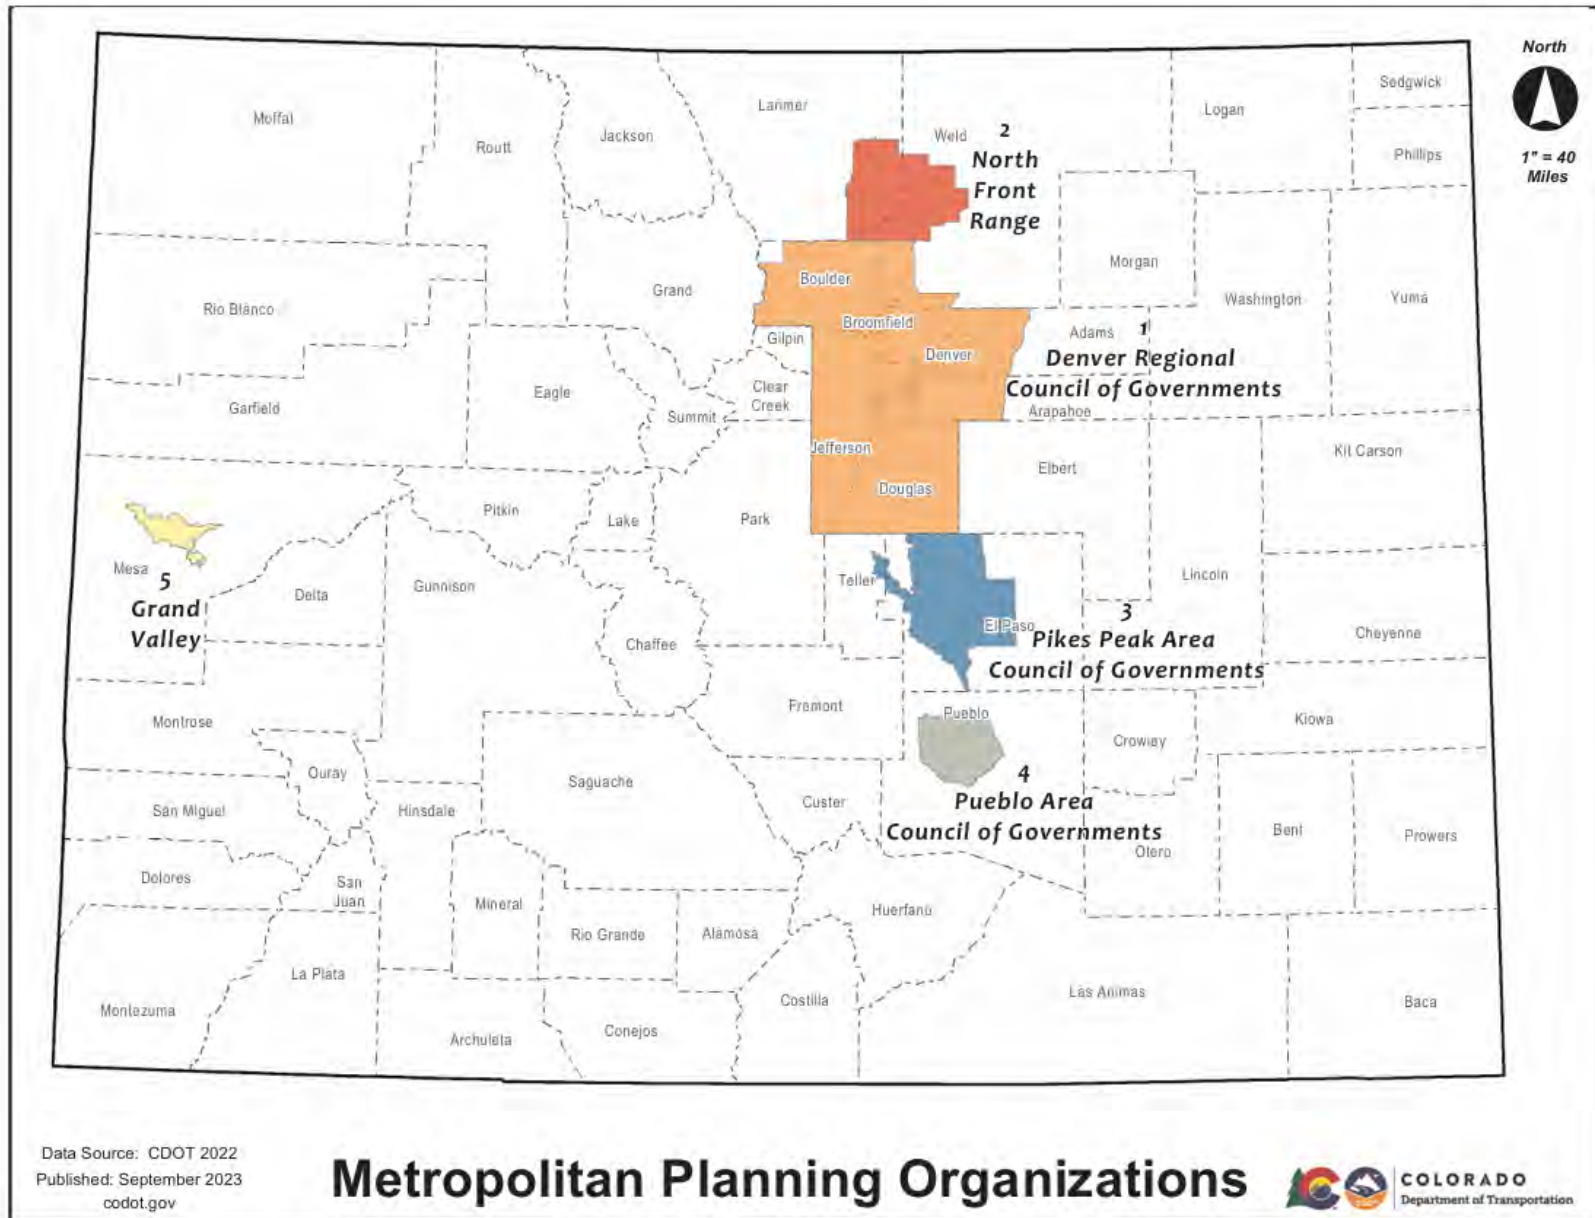 North
1" = 40
Miles
Moffat
Routt
Jackson
Larimer
Weld
Logan
Sedgwick
Phillips
2
North
Front
Range
Rio Blanco
Grand
Boulder
Morgan
Washington
Yuma
Broomfield
Gilpin
Denver
Adams
1
Denver Regional
Council of Governments
Arapahoe
Garfield
Eagle
Summit
Clear
Creek
Jefferson
Douglas
Elbert
Kit Carson
Pitkin
Lake
Park
Mesa
5
Grand
Valley
Delta
Gunnison
Chaffee
Teller
El Paso
Lincoln
Cheyenne
3
Pikes Peak Area
Council of Governments
Montrose
Fremont
Pueblo
Crowley
Kiowa
Ouray
San Miguel
Hinsdale
Saguache
Custer
4
Pueblo Area
Council of Governments
Otero
Bent
Prowers
Dolores
San
Juan
Mineral
Rio Grande
Alamosa
Huerfano
Montezuma
La Plata
Archuleta
Conejos
Costilla
Las Animas
Baca
Data Source: CDOT 2022
Published: September 2023
codot.gov
Metropolitan Planning Organizations
COLORADO
Department of Transportation